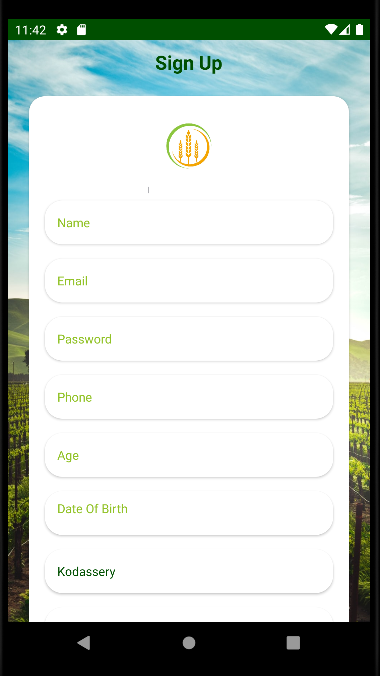 11:42
Sign Up
Name
Email
Password
Phone
Age
Date Of Birth
Kodassery